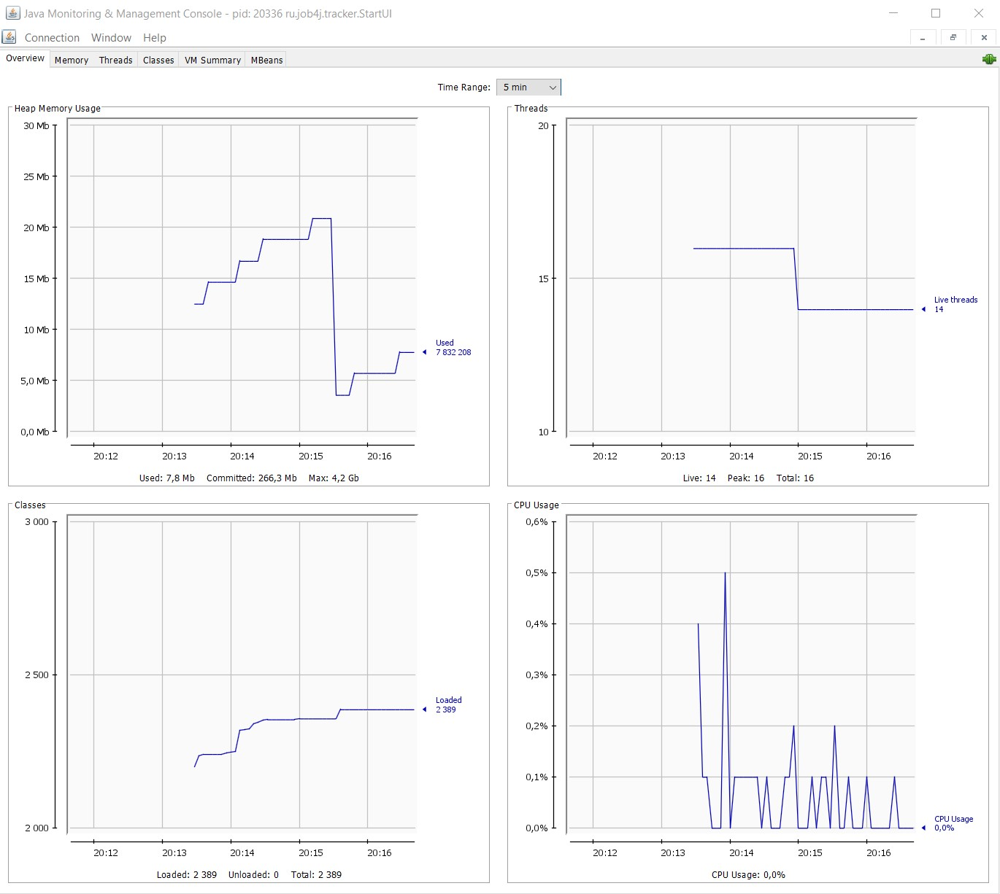 Java Monitoring & Management Console - pid: 20336 ru.job4j.tracker.StartUI
Connection Window Help
Overview Memory Threads Classes VM Summary MBeans
Time Range: 5 min
Heap Memory Usage
30 Mb
25 Mb
20 Mb
15 Mb
10 Mb
5,0 Mb
0,0 Mb
Used
7 832 208
20:12 20:13 20:14 20:15 20:16
Used: 7,8 Mb Committed: 266,3 Mb Max: 4,2 Gb
Threads
20
15
10
Live threads
14
20:12 20:13 20:14 20:15 20:16
Live: 14 Peak: 16 Total: 16
Classes
3 000
2 500
2 000
Loaded
2 389
20:12 20:13 20:14 20:15 20:16
Loaded: 2 389 Unloaded: 0 Total: 2 389
CPU Usage
0,6%
0,5%
0,4%
0,3%
0,2%
0,1%
0,0%
CPU Usage
0,0%
20:12 20:13 20:14 20:15 20:16
CPU Usage: 0,0%